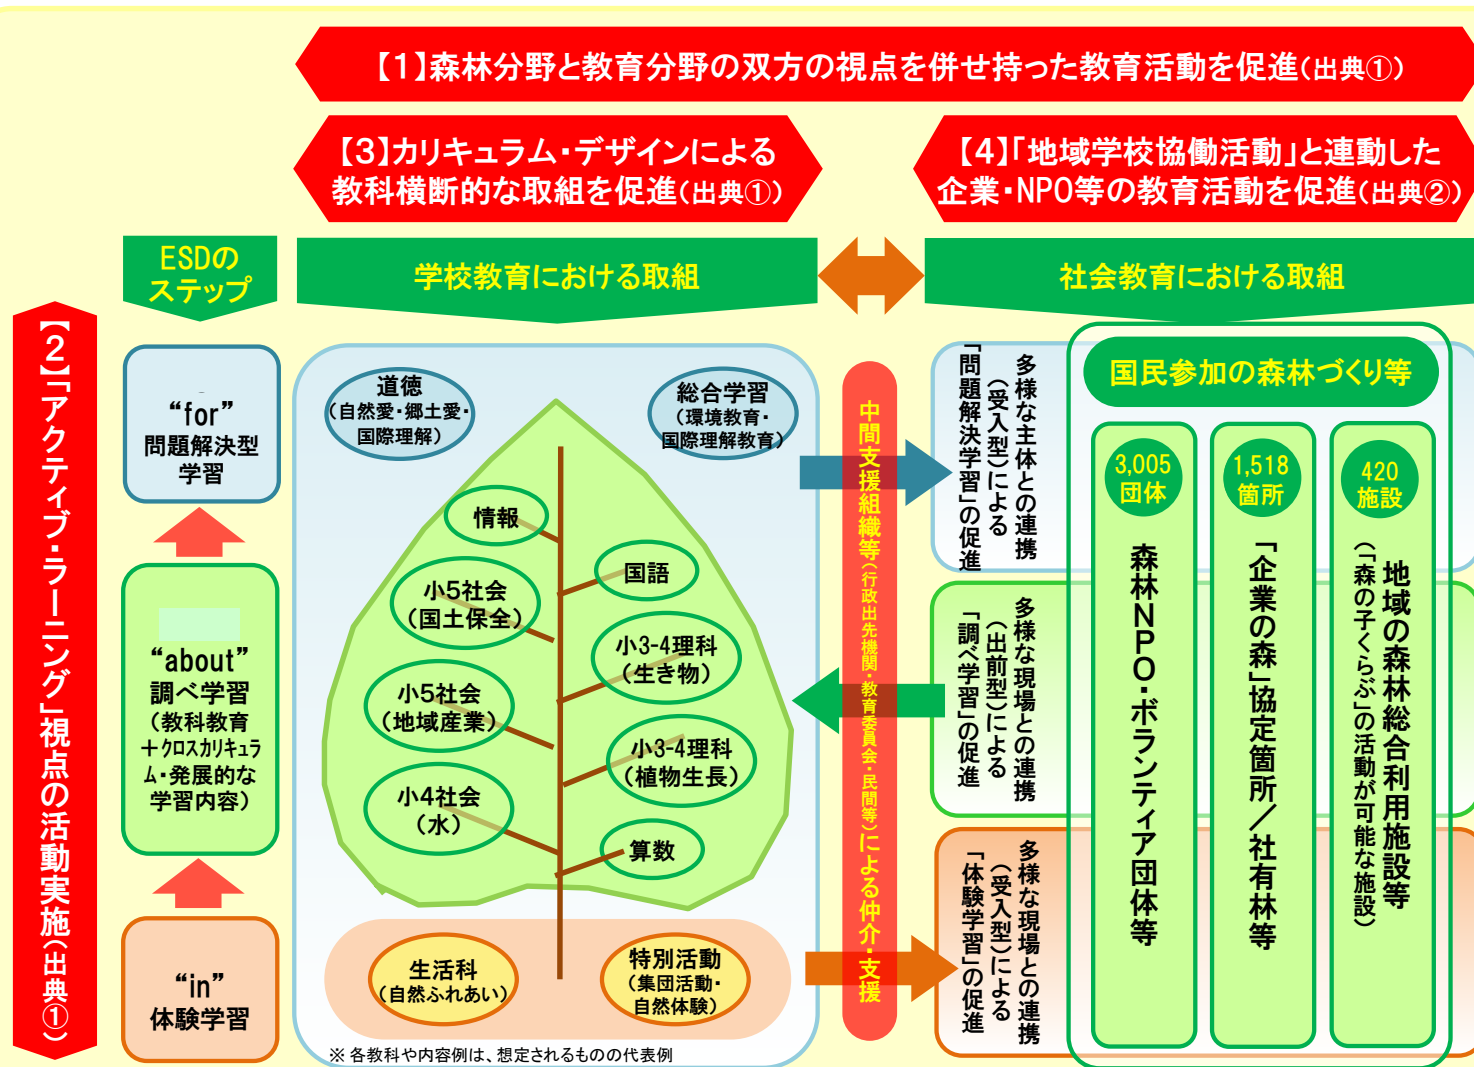 【1】森林分野と教育分野の双方の視点を併せ持った教育活動を促進(出典①)
【3】カリキュラム・デザインによる
教科横断的な取組を促進(出典①)
【4】「地域学校協働活動」と連動した
企業・NPO等の教育活動を促進(出典②)
ESDの
ステップ
学校教育における取組
社会教育における取組
【2】「アクティブ・ラーニング」視点の活動実施(出典①)
“for”
問題解決型
学習
“about”
調べ学習
(教科教育
+クロスカリキュラ
ム・発展的な
学習内容)
“in”
体験学習
道徳
(自然愛・郷土愛・
国際理解)
総合学習
(環境教育・
国際理解教育)
情報
国語
小5社会
(国土保全)
小3-4理科
(生き物)
小5社会
(地域産業)
小3-4理科
(植物生長)
小4社会
(水)
算数
生活科
(自然ふれあい)
特別活動
(集団活動・
自然体験)
※ 各教科や内容例は、想定されるものの代表例
中間支援組織等(行政出先機関・教育委員会・民間等)による仲介・支援
多様な主体との連携
(受入型)による
「問題解決学習」の促進
多様な現場との連携
(出前型)による
「調べ学習」の促進
多様な現場との連携
(受入型)による
「体験学習」の促進
国民参加の森林づくり等
3,005
団体
森林NPO・ボランティア団体等
1,518
箇所
「企業の森」協定箇所/社有林等
420
施設
地域の森林総合利用施設等
(「森の子くらぶ」の活動が可能な施設)